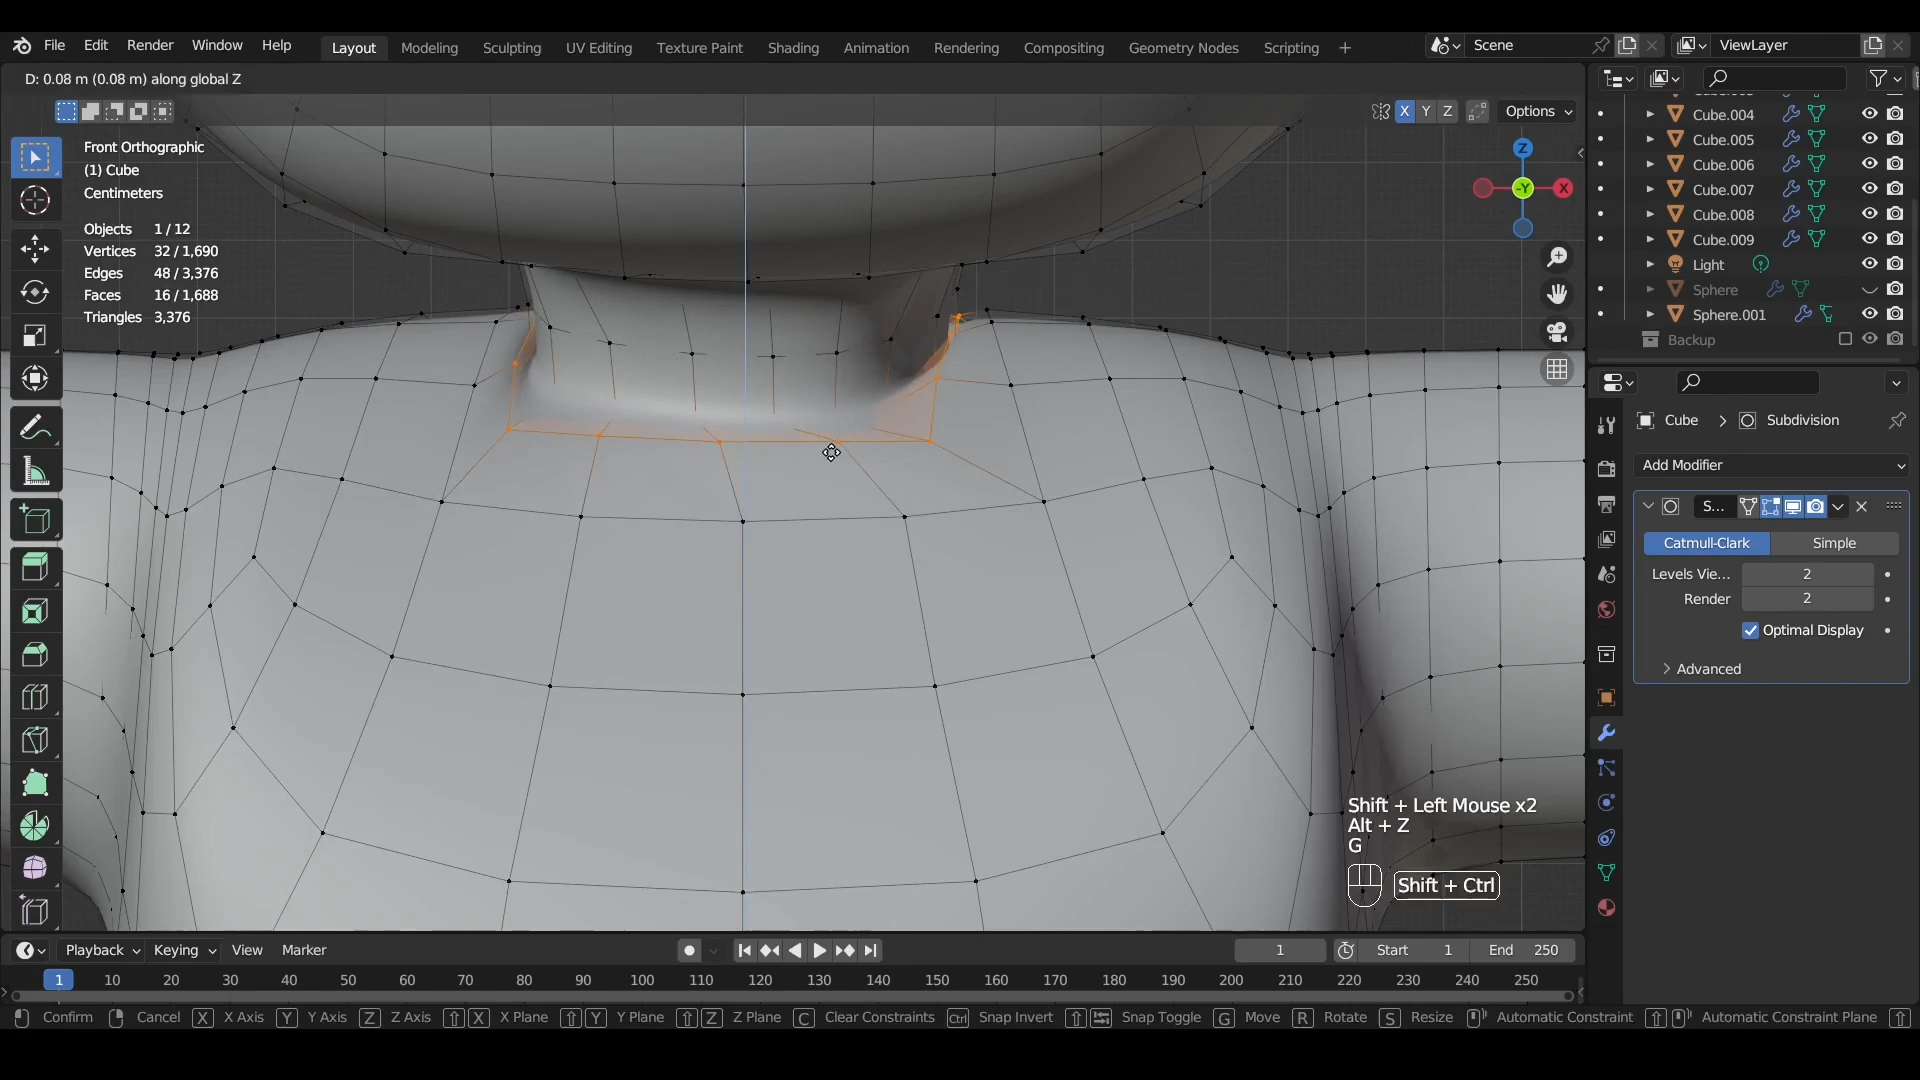 File Edit Render Window Help Layout Modeling Sculpting UV Editing Texture Paint Shading Animation Rendering Compositing Geometry Nodes Scripting + Scene ViewLayer
D: 0.08 m (0.08 m) along global Z
X Y Z Options
Front Orthographic
(1) Cube
Centimeters
Objects 1 / 12
Vertices 32 / 1,690
Edges 48 / 3,376
Faces 16 / 1,688
Triangles 3,376
Z
-Y X
Cube.004
Cube.005
Cube.006
Cube.007
Cube.008
Cube.009
Light
Sphere
Sphere.001
Backup
Cube > Subdivision
Add Modifier
S...
Catmull-Clark Simple
Levels Vie... 2
Render 2
Optimal Display
Advanced
Shift + Left Mouse x2
Alt + Z
G
Shift + Ctrl
Playback Keying View Marker 1 Start 1 End 250
1 10 20 30 40 50 60 70 80 90 100 110 120 130 140 150 160 170 180 190 200 210 220 230 240 250
Confirm Cancel X X Axis Y Y Axis Z Z Axis X X Plane Y Y Plane Z Z Plane C Clear Constraints Ctrl Snap Invert Snap Toggle G Move R Rotate S Resize Automatic Constraint Automatic Constraint Plane